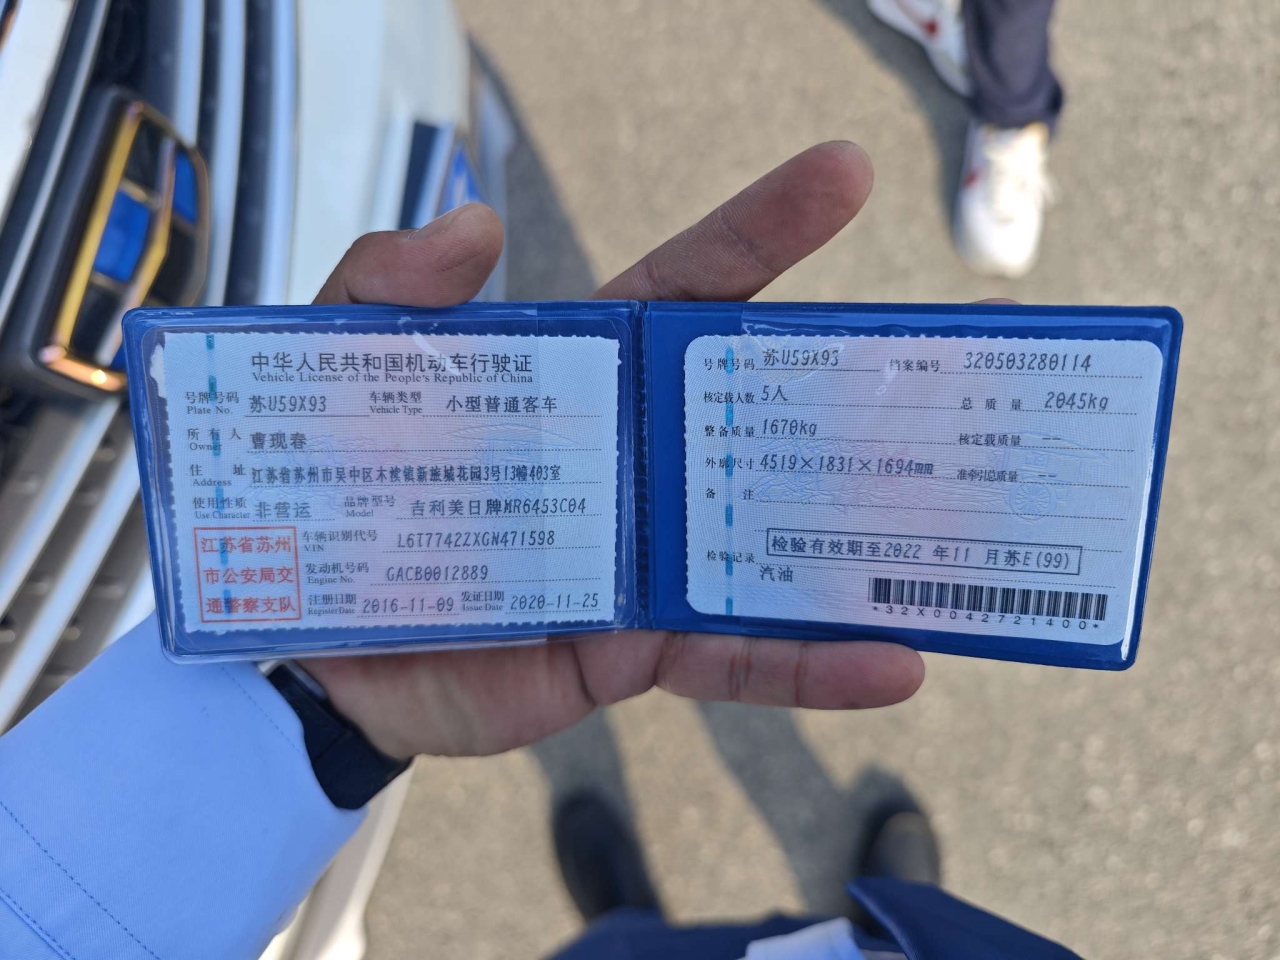 中华人民共和国机动车行驶证
Vehicle License of the People's Republic of China
号牌号码 苏U59X93 车辆类型 小型普通客车
Plate No. Vehicle Type
所有人 曹现春
Owner
住址 江苏省苏州市吴中区木渎镇新旅城花园3号13幢403室
Address
使用性质 非营运 品牌型号 吉利美日牌MR6453C04
Use Character Model
江苏省苏州
市公安局交
通警察支队
车辆识别代号 L6T7742ZXGW471598
VIN
发动机号码 GACB0012889
Engine No.
注册日期 2016-11-09 发证日期 2020-11-25
Register Date Issue Date
号牌号码 苏U59X93 档案编号 320503280114
核定载人数 5人 总质量 2045kg
整备质量 1670kg 核定载质量 --
外廓尺寸 4519×1831×1694mm 准牵引总质量 --
备注
检验记录 检验有效期至2022年11月苏E(99)
汽油
*32X0042721400*